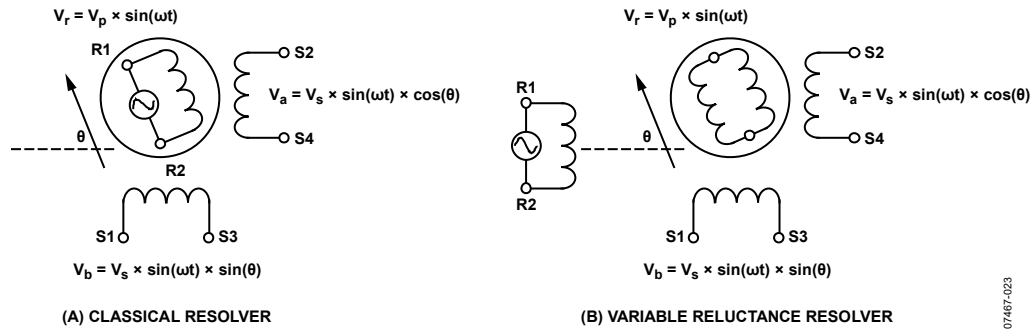 Vr = Vp × sin(ωt)
R1
S2
Va = Vs × sin(ωt) × cos(θ)
θ
S4
R2
S1
S3
Vb = Vs × sin(ωt) × sin(θ)
(A) CLASSICAL RESOLVER
Vr = Vp × sin(ωt)
S2
R1
Va = Vs × sin(ωt) × cos(θ)
θ
S4
R2
S1
S3
Vb = Vs × sin(ωt) × sin(θ)
(B) VARIABLE RELUCTANCE RESOLVER
07467-023